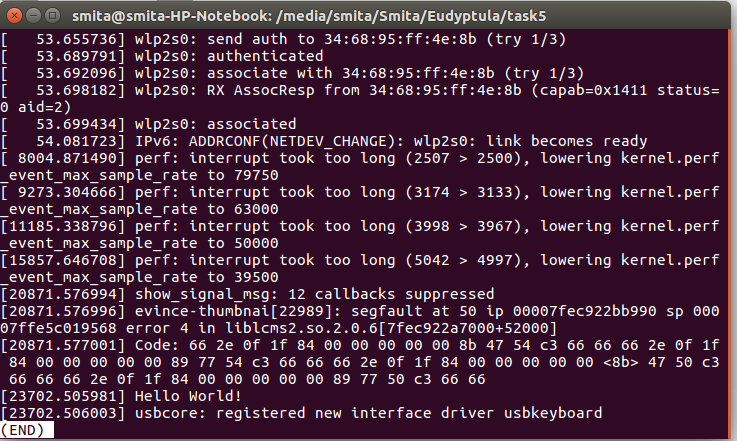 smita@smita-HP-Notebook: /media/smita/Smita/Eudyptula/task5
[   53.655736] wlp2s0: send auth to 34:68:95:ff:4e:8b (try 1/3)
[   53.689791] wlp2s0: authenticated
[   53.692096] wlp2s0: associate with 34:68:95:ff:4e:8b (try 1/3)
[   53.698182] wlp2s0: RX AssocResp from 34:68:95:ff:4e:8b (capab=0x1411 status=
0 aid=2)
[   53.699434] wlp2s0: associated
[   54.081723] IPv6: ADDRCONF(NETDEV_CHANGE): wlp2s0: link becomes ready
[ 8004.871490] perf: interrupt took too long (2507 > 2500), lowering kernel.perf
_event_max_sample_rate to 79750
[ 9273.304666] perf: interrupt took too long (3174 > 3133), lowering kernel.perf
_event_max_sample_rate to 63000
[11185.338796] perf: interrupt took too long (3998 > 3967), lowering kernel.perf
_event_max_sample_rate to 50000
[15857.646708] perf: interrupt took too long (5042 > 4997), lowering kernel.perf
_event_max_sample_rate to 39500
[20871.576994] show_signal_msg: 12 callbacks suppressed
[20871.576996] evince-thumbnai[22989]: segfault at 50 ip 00007fec922bb990 sp 000
07ffe5c019568 error 4 in liblcms2.so.2.0.6[7fec922a7000+52000]
[20871.577001] Code: 66 2e 0f 1f 84 00 00 00 00 00 8b 47 54 c3 66 66 66 2e 0f 1f
 84 00 00 00 00 00 89 77 54 c3 66 66 66 2e 0f 1f 84 00 00 00 00 00 <8b> 47 50 c3
 66 66 66 2e 0f 1f 84 00 00 00 00 00 89 77 50 c3 66 66
[23702.505981] Hello World!
[23702.506003] usbcore: registered new interface driver usbkeyboard
(END)